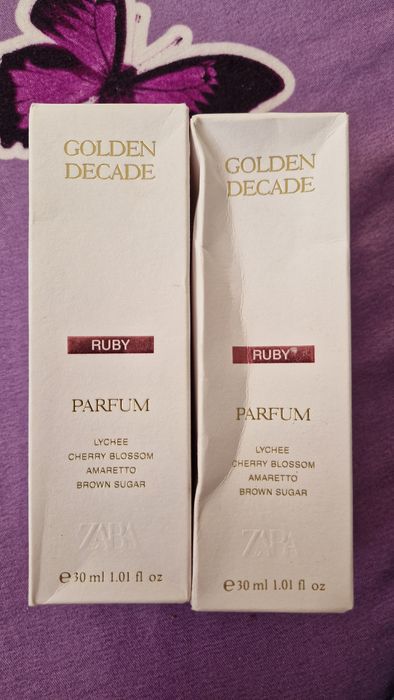 GOLDEN
DECADE
RUBY
PARFUM
LYCHEE
CHERRY BLOSSOM
AMARETTO
BROWN SUGAR
ZARA
℮30 ml 1.01 fl oz
GOLDEN
DECADE
RUBY
PARFUM
LYCHEE
CHERRY BLOSSOM
AMARETTO
BROWN SUGAR
ZARA
℮30 ml 1.01 fl oz